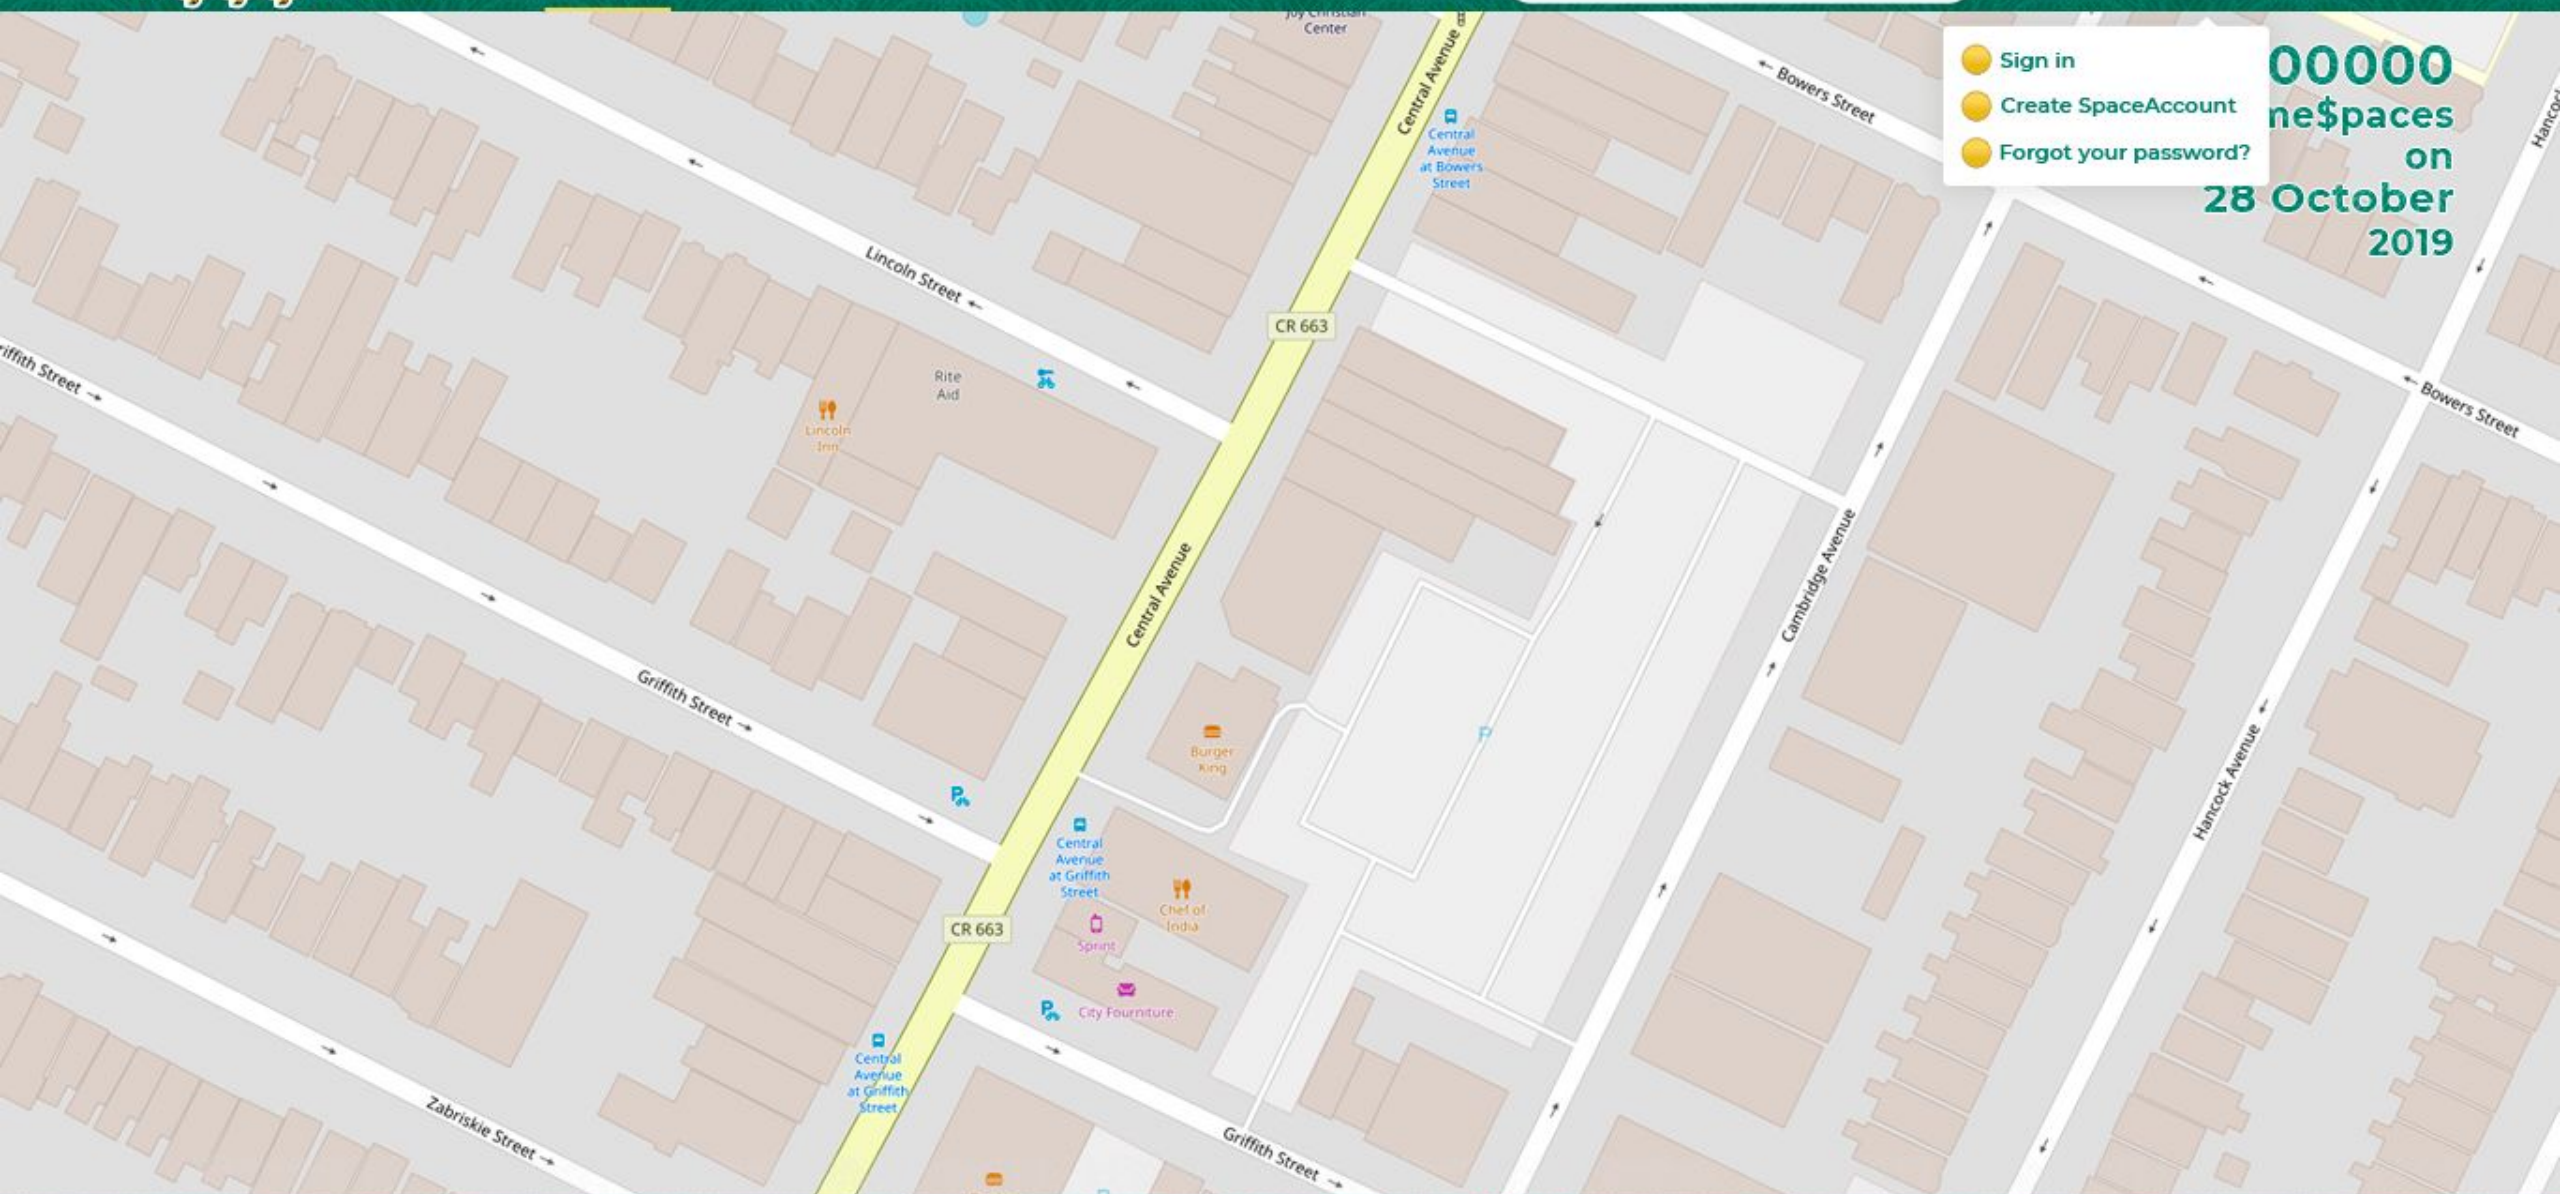 Center
Central Avenue
Bowers Street
Sign in
Create SpaceAccount
Forgot your password?
00000
me$paces
on
28 October
2019
Central
Avenue
at Bowers
Street
Lincoln Street
CR 663
Rite
Aid
Lincoln
Inn
Griffith Street
Bowers Street
Cambridge Avenue
Central Avenue
Griffith Street
Burger
King
P
Hancock Avenue
P
Central
Avenue
at Griffith
Street
CR 663
Chef of
India
Sprint
City Fourniture
P
Central
Avenue
at Griffith
Street
Zabriskie Street
Griffith Street